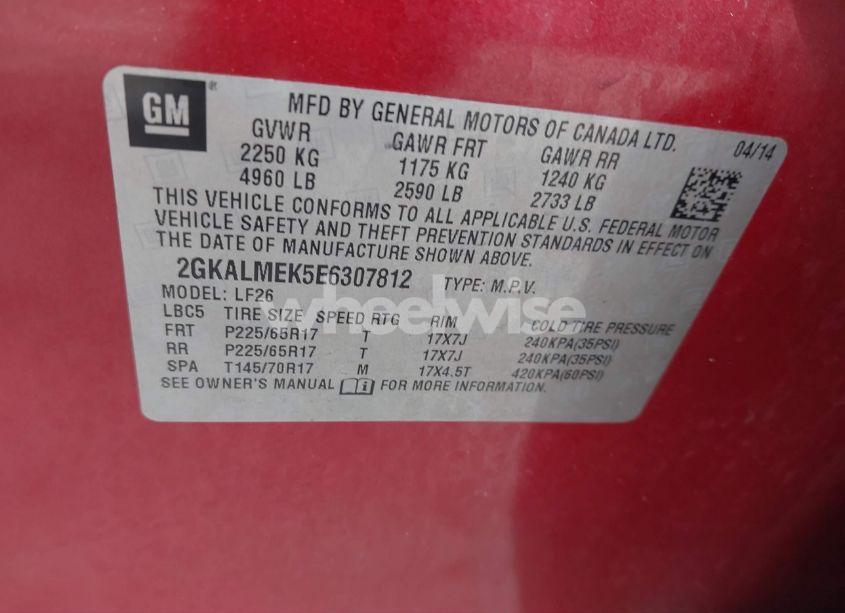 GM ®
MFD BY GENERAL MOTORS OF CANADA LTD.
04/14
GVWR GAWR FRT GAWR RR
2250 KG 1175 KG 1240 KG
4960 LB 2590 LB 2733 LB
THIS VEHICLE CONFORMS TO ALL APPLICABLE U.S. FEDERAL MOTOR
VEHICLE SAFETY AND THEFT PREVENTION STANDARDS IN EFFECT ON
THE DATE OF MANUFACTURE SHOWN ABOVE.
2GKALMEK5E6307812 TYPE: M.P.V.
MODEL: LF26
LBC5 TIRE SIZE SPEED RTG RIM COLD TIRE PRESSURE
FRT P225/65R17 T 17X7J 240KPA(35PSI)
RR P225/65R17 T 17X7J 240KPA(35PSI)
SPA T145/70R17 M 17X4.5T 420KPA(60PSI)
SEE OWNER'S MANUAL i FOR MORE INFORMATION.
wheelwise